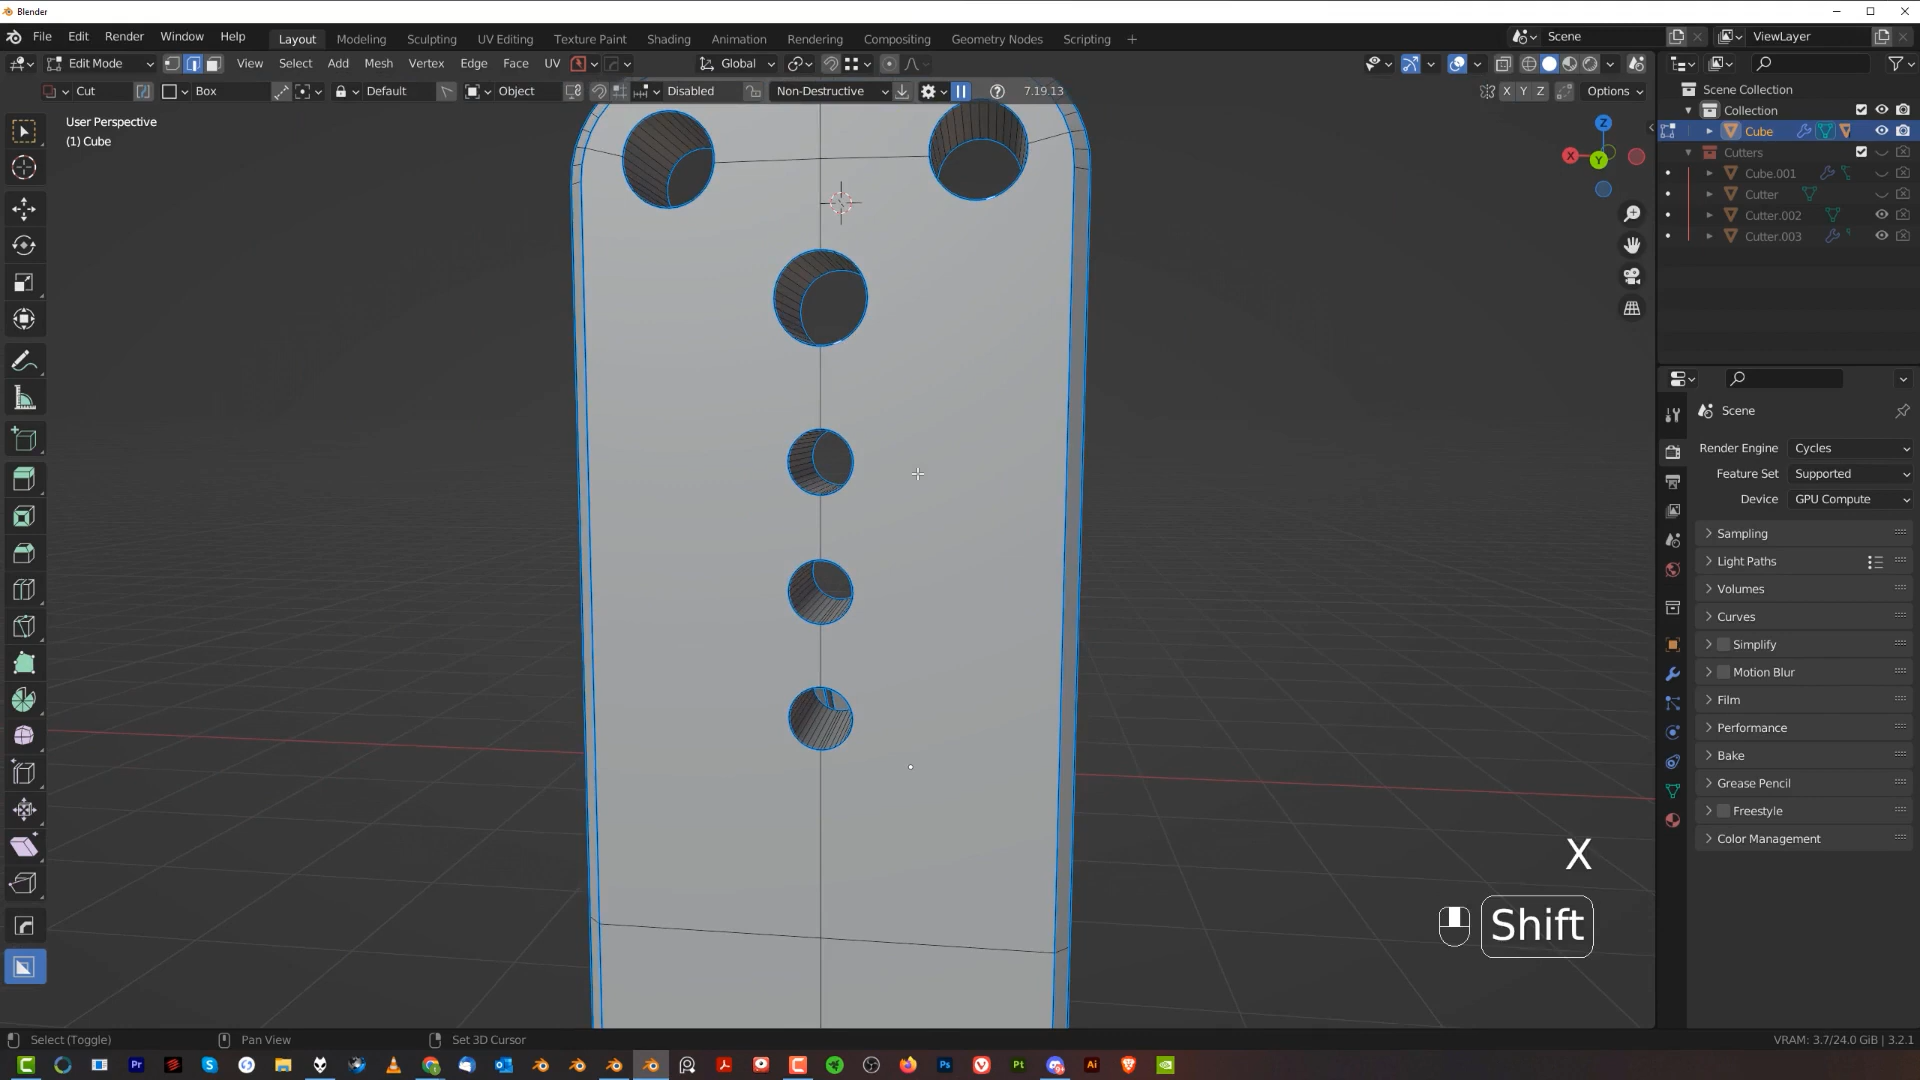 Blender
File Edit Render Window Help Layout Modeling Sculpting UV Editing Texture Paint Shading Animation Rendering Compositing Geometry Nodes Scripting + Scene ViewLayer
Edit Mode View Select Add Mesh Vertex Edge Face UV Global
Cut Box Default Object Disabled Non-Destructive 7.19.13 X Y Z Options
User Perspective
(1) Cube
Z
X
Y
Scene Collection
Collection
Cube
Cutters
Cube.001
Cutter
Cutter.002
Cutter.003
Scene
Render Engine Cycles
Feature Set Supported
Device GPU Compute
Sampling
Light Paths
Volumes
Curves
Simplify
Motion Blur
Film
Performance
Bake
Grease Pencil
Freestyle
Color Management
X
Shift
Select (Toggle) Pan View Set 3D Cursor VRAM: 3.7/24.0 GiB | 3.2.1
Pr S Ps Pt Ai